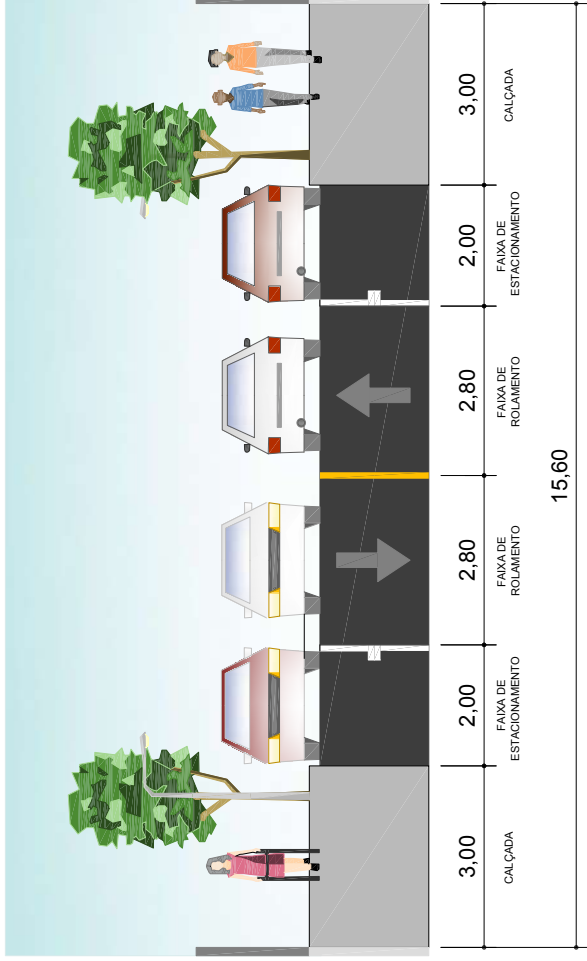 3,00
CALÇADA
2,00
FAIXA DE
ESTACIONAMENTO
2,80
FAIXA DE
ROLAMENTO
2,80
FAIXA DE
ROLAMENTO
2,00
FAIXA DE
ESTACIONAMENTO
3,00
CALÇADA
15,60